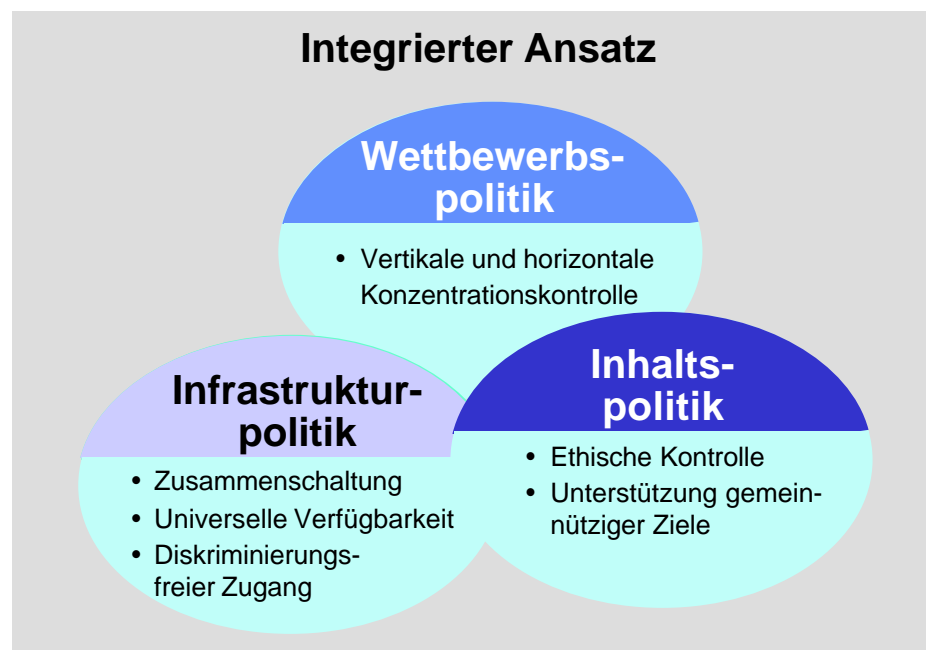 Integrierter Ansatz
Wettbewerbs-
politik
• Vertikale und horizontale
Konzentrationskontrolle
Infrastruktur-
politik
• Zusammenschaltung
• Universelle Verfügbarkeit
• Diskriminierungs-
freier Zugang
Inhalts-
politik
• Ethische Kontrolle
• Unterstützung gemein-
nütziger Ziele